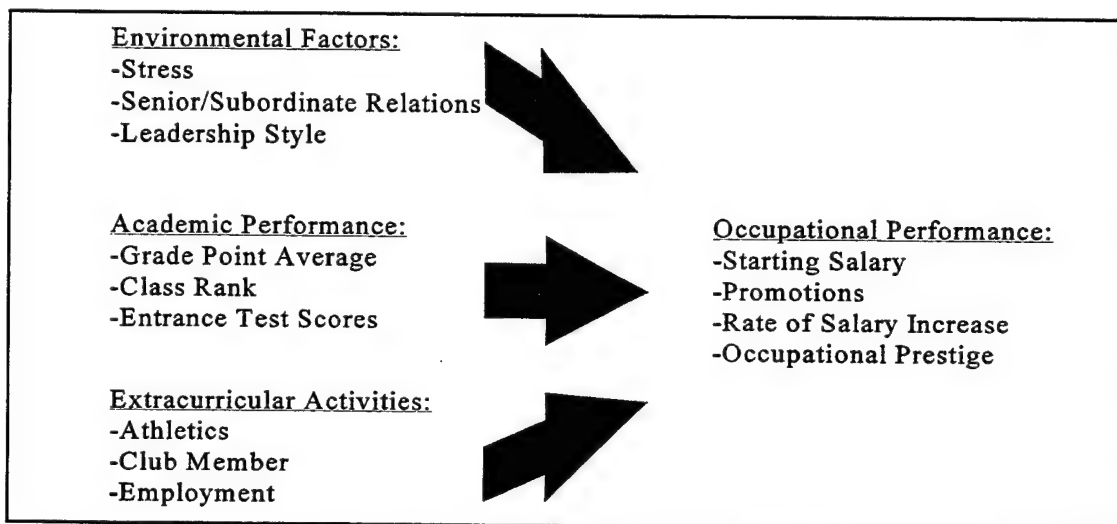 Environmental Factors:
-Stress
-Senior/Subordinate Relations
-Leadership Style
Academic Performance:
-Grade Point Average
-Class Rank
-Entrance Test Scores
Extracurricular Activities:
-Athletics
-Club Member
-Employment
Occupational Performance:
-Starting Salary
-Promotions
-Rate of Salary Increase
-Occupational Prestige